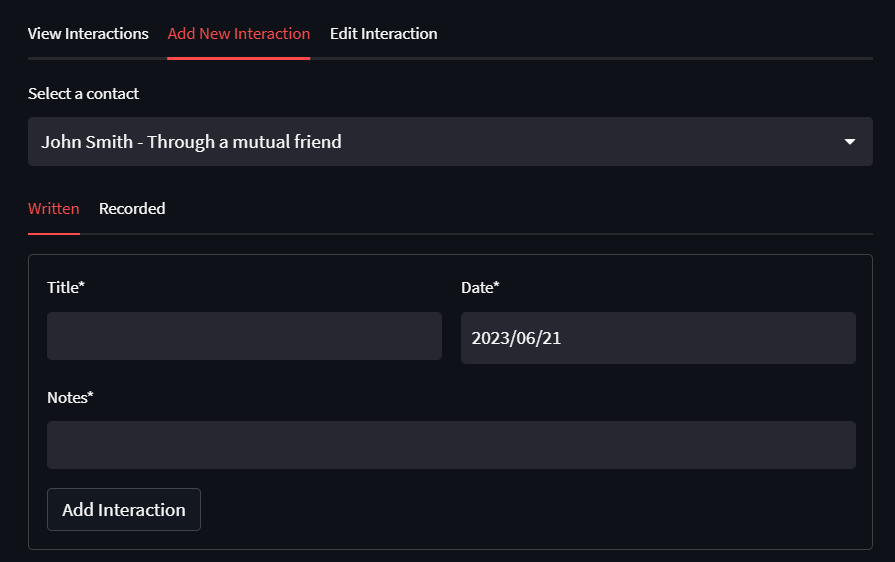 View Interactions Add New Interaction Edit Interaction
Select a contact
John Smith - Through a mutual friend
Written Recorded
Title* Date*
2023/06/21
Notes*
Add Interaction